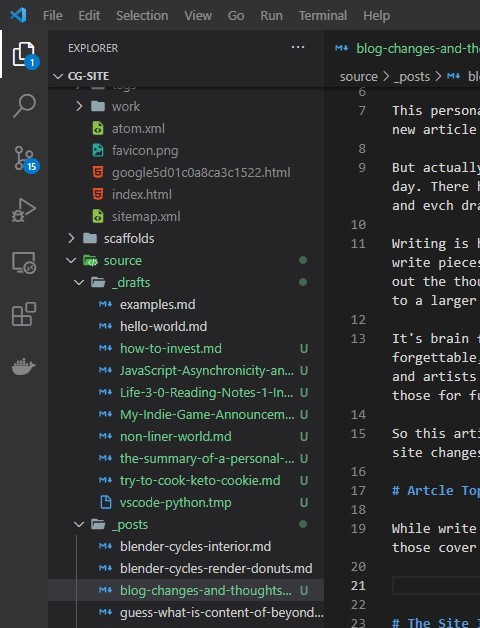 File Edit Selection View Go Run Terminal Help
EXPLORER ...
blog-changes-and-tho
CG-SITE
source > _posts > bl
work
atom.xml
favicon.png
google5d01c0a8ca3c1522.html
index.html
sitemap.xml
scaffolds
source
_drafts
examples.md
hello-world.md
how-to-invest.md U
JavaScript-Asynchronicity-an... U
Life-3-0-Reading-Notes-1-In... U
My-Indie-Game-Announcem... U
non-liner-world.md U
the-summary-of-a-personal-... U
try-to-cook-keto-cookie.md U
vscode-python.tmp U
_posts
blender-cycles-interior.md
blender-cycles-render-donuts.md
blog-changes-and-thoughts... U
guess-what-is-content-of-beyond...
1
15
6
7 This persona
new article
8
9 But actually
day. There h
and evch dra
10
11 Writing is h
write pieces
out the thou
to a larger
12
13 It's brain f
forgettable,
and artists
those for fu
14
15 So this arti
site changes
16
17 # Artcle Top
18
19 While write
those cover
20
21
22
23 # The Site I